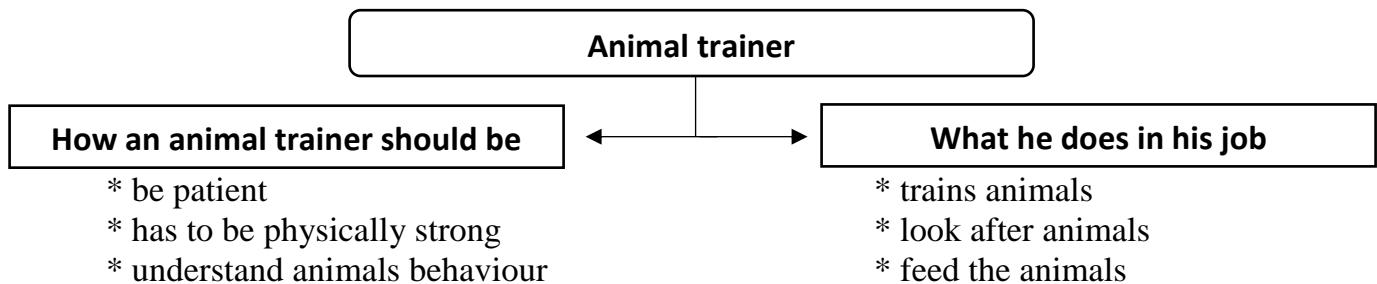 Animal trainer
How an animal trainer should be
* be patient
* has to be physically strong
* understand animals behaviour
What he does in his job
* trains animals
* look after animals
* feed the animals